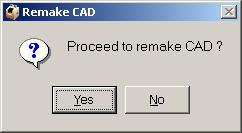 Remake CAD
Proceed to remake CAD ?
Yes
No